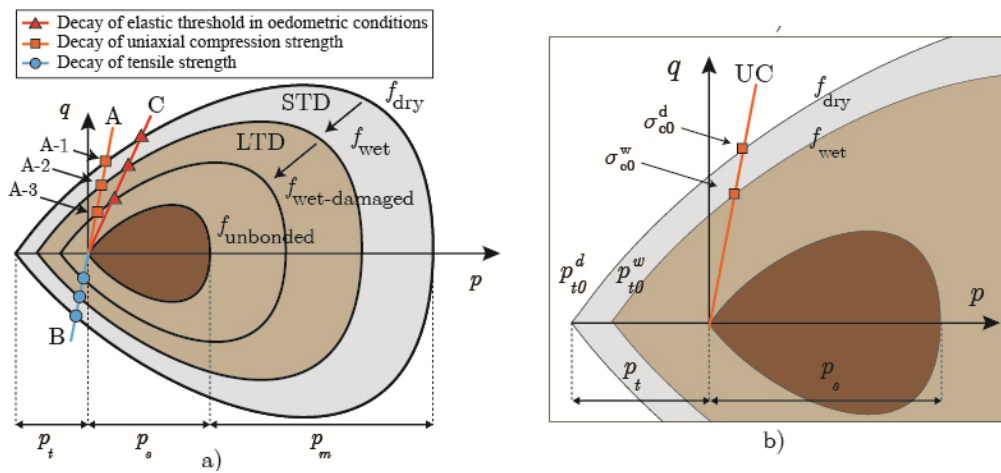 Decay of elastic threshold in oedometric conditions
Decay of uniaxial compression strength
Decay of tensile strength
q
A
C
STD
f_dry
A-1
LTD
f_wet
A-2
A-3
f_wet-damaged
f_unbonded
p
B
p_t
p_s
p_m
a)
q
UC
σ_c0^d
f_dry
σ_c0^w
f_wet
p_t0^d
p_t0^w
p
p_t
p_s
b)